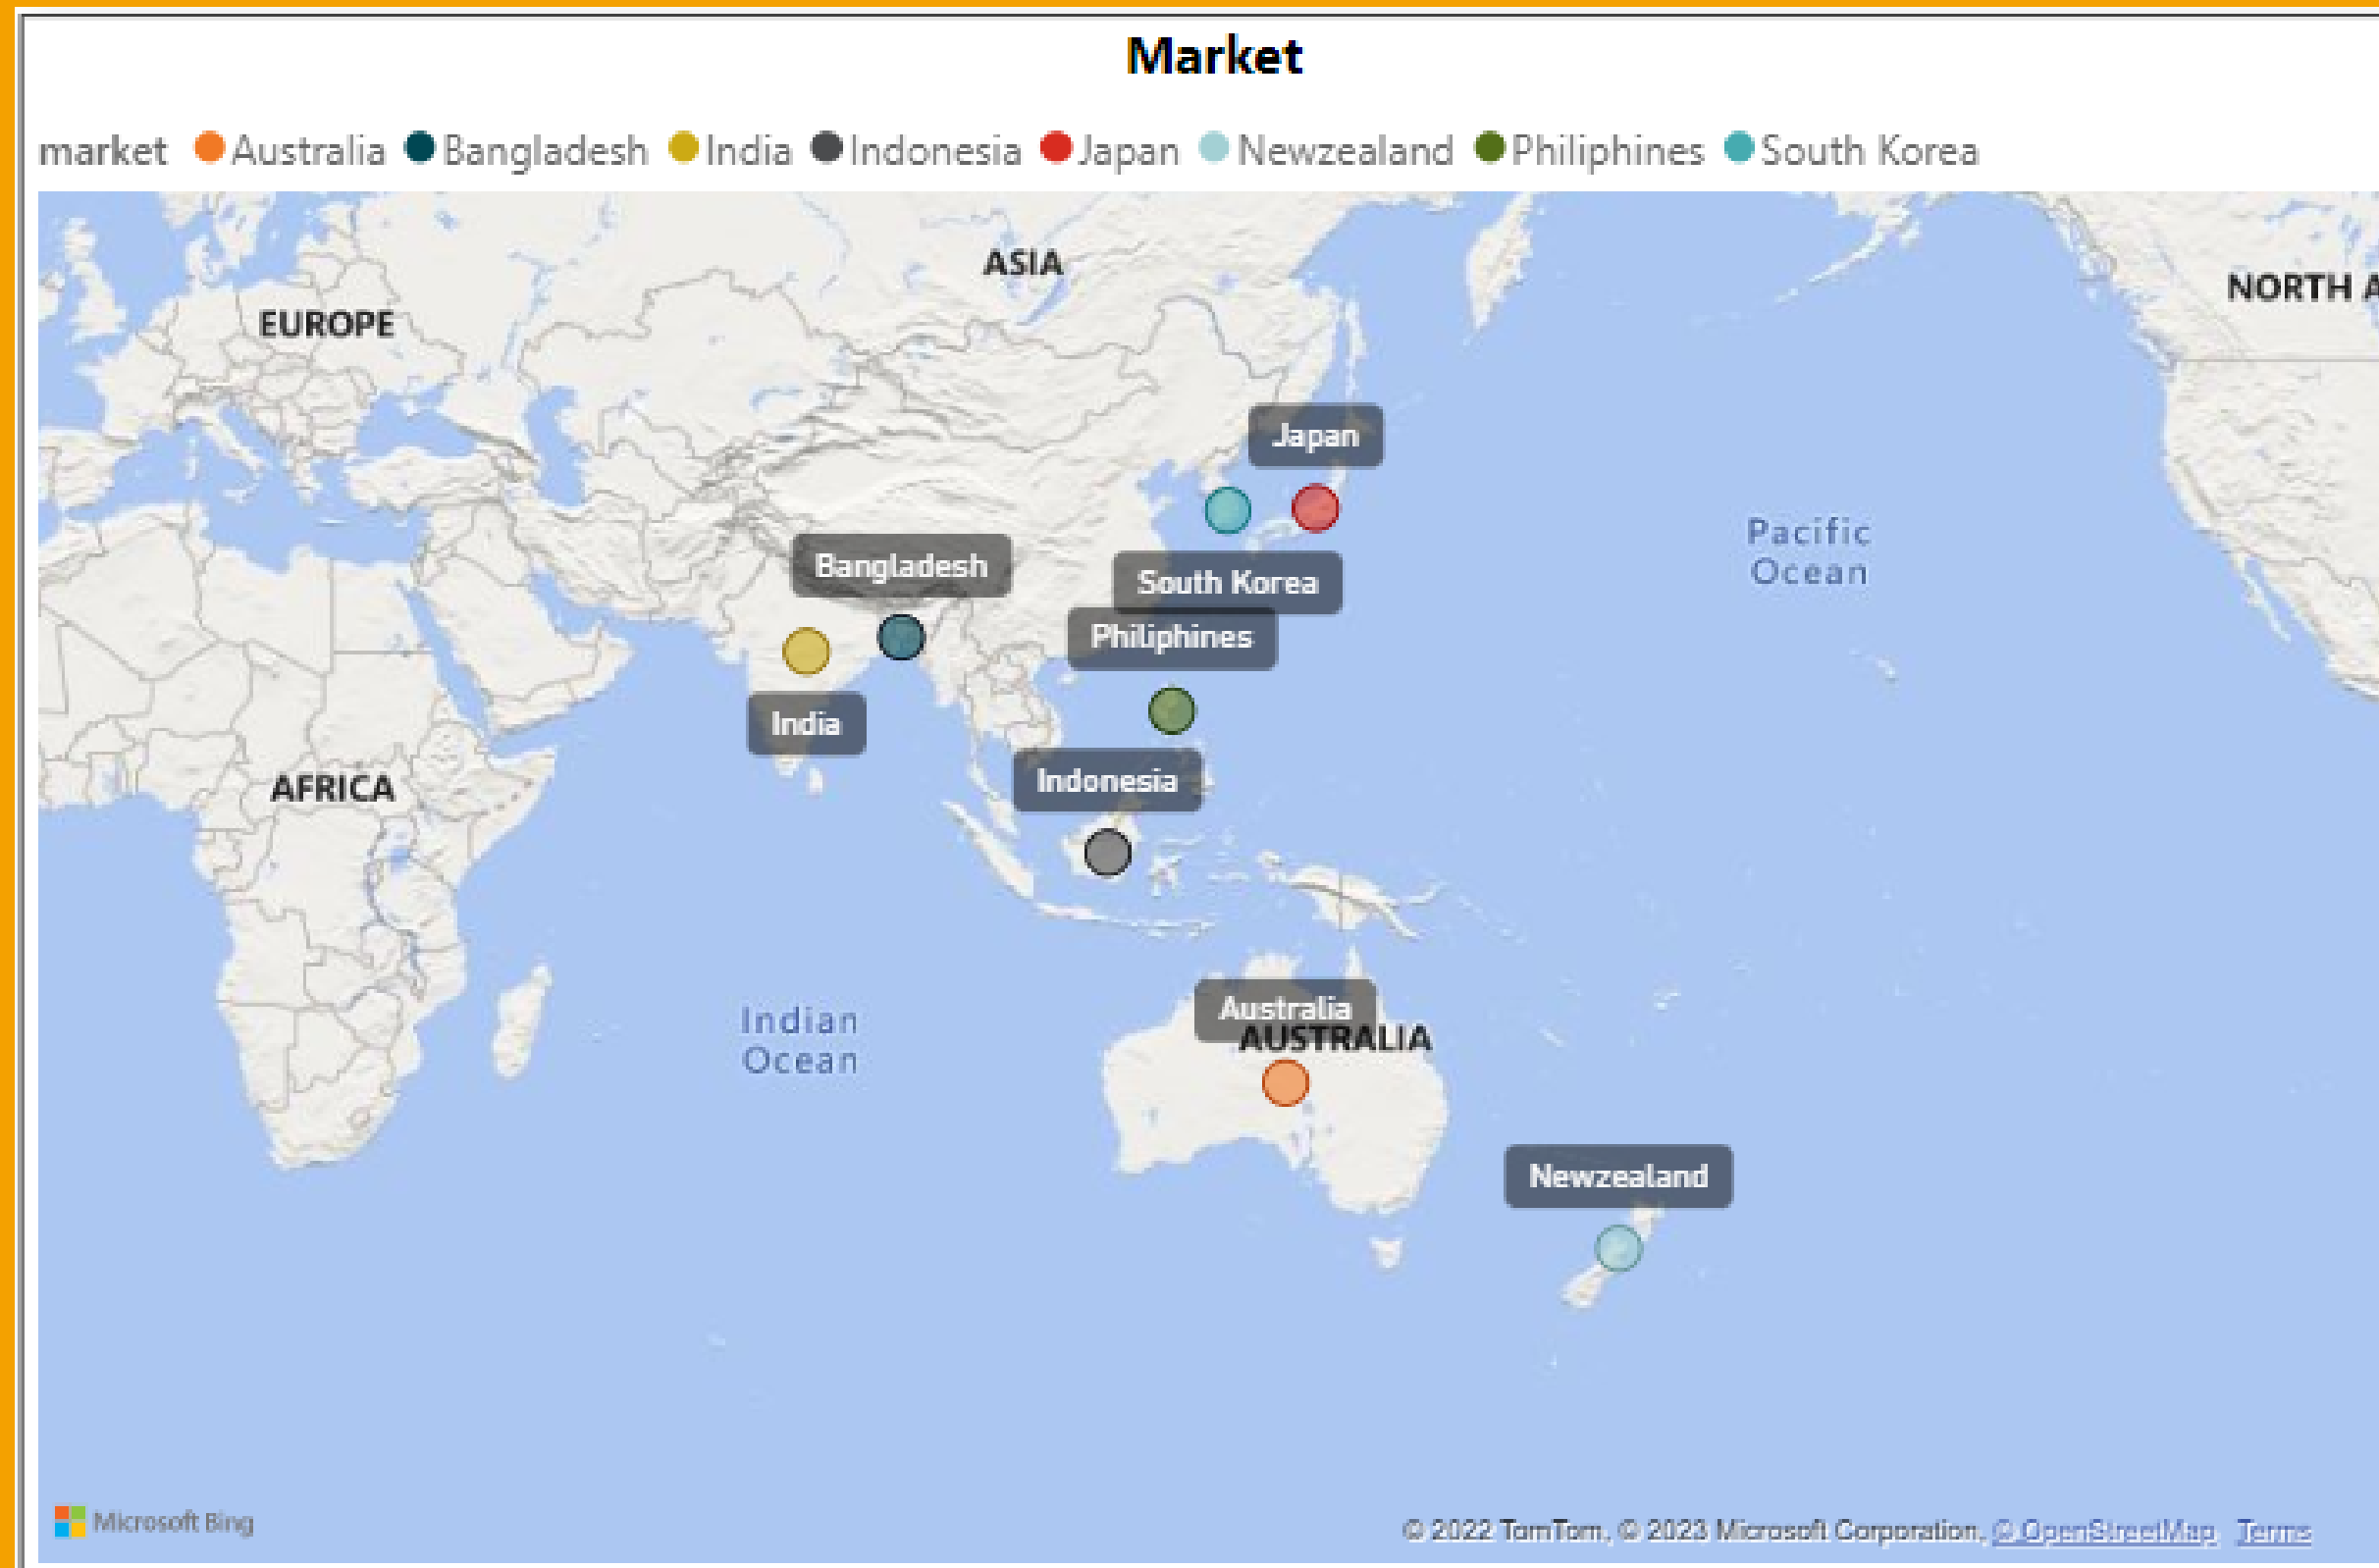 Market
market Australia Bangladesh India Indonesia Japan Newzealand Philiphines South Korea
ASIA
NORTH A
EUROPE
Japan
Pacific
Ocean
Bangladesh
South Korea
Philiphines
India
Indonesia
AFRICA
Australia
AUSTRALIA
Indian
Ocean
Newzealand
Microsoft Bing
© 2022 TomTom, © 2023 Microsoft Corporation, © OpenStreetMap Terms